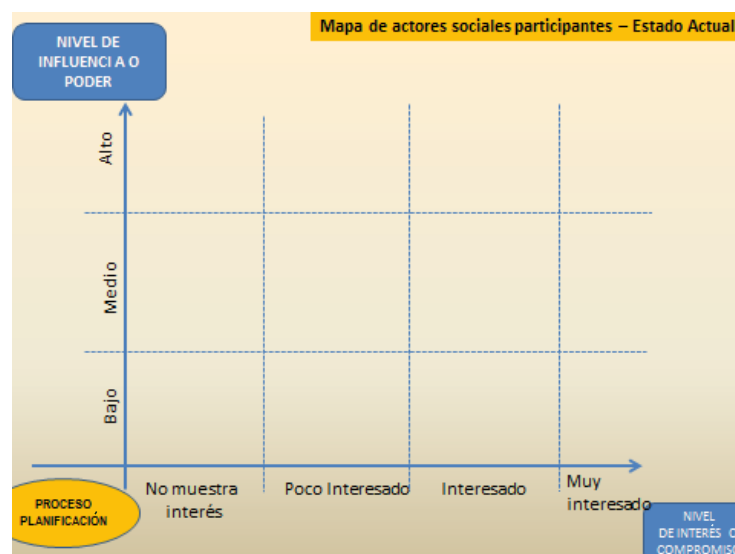 Mapa de actores sociales participantes – Estado Actual
NIVEL DE
INFLUENCI A O
PODER
Alto
Medio
Bajo
No muestra
interés
Poco Interesado
Interesado
Muy
interesado
PROCESO
PLANIFICACIÓN
NIVEL
DE INTERÉS O
COMPROMISO